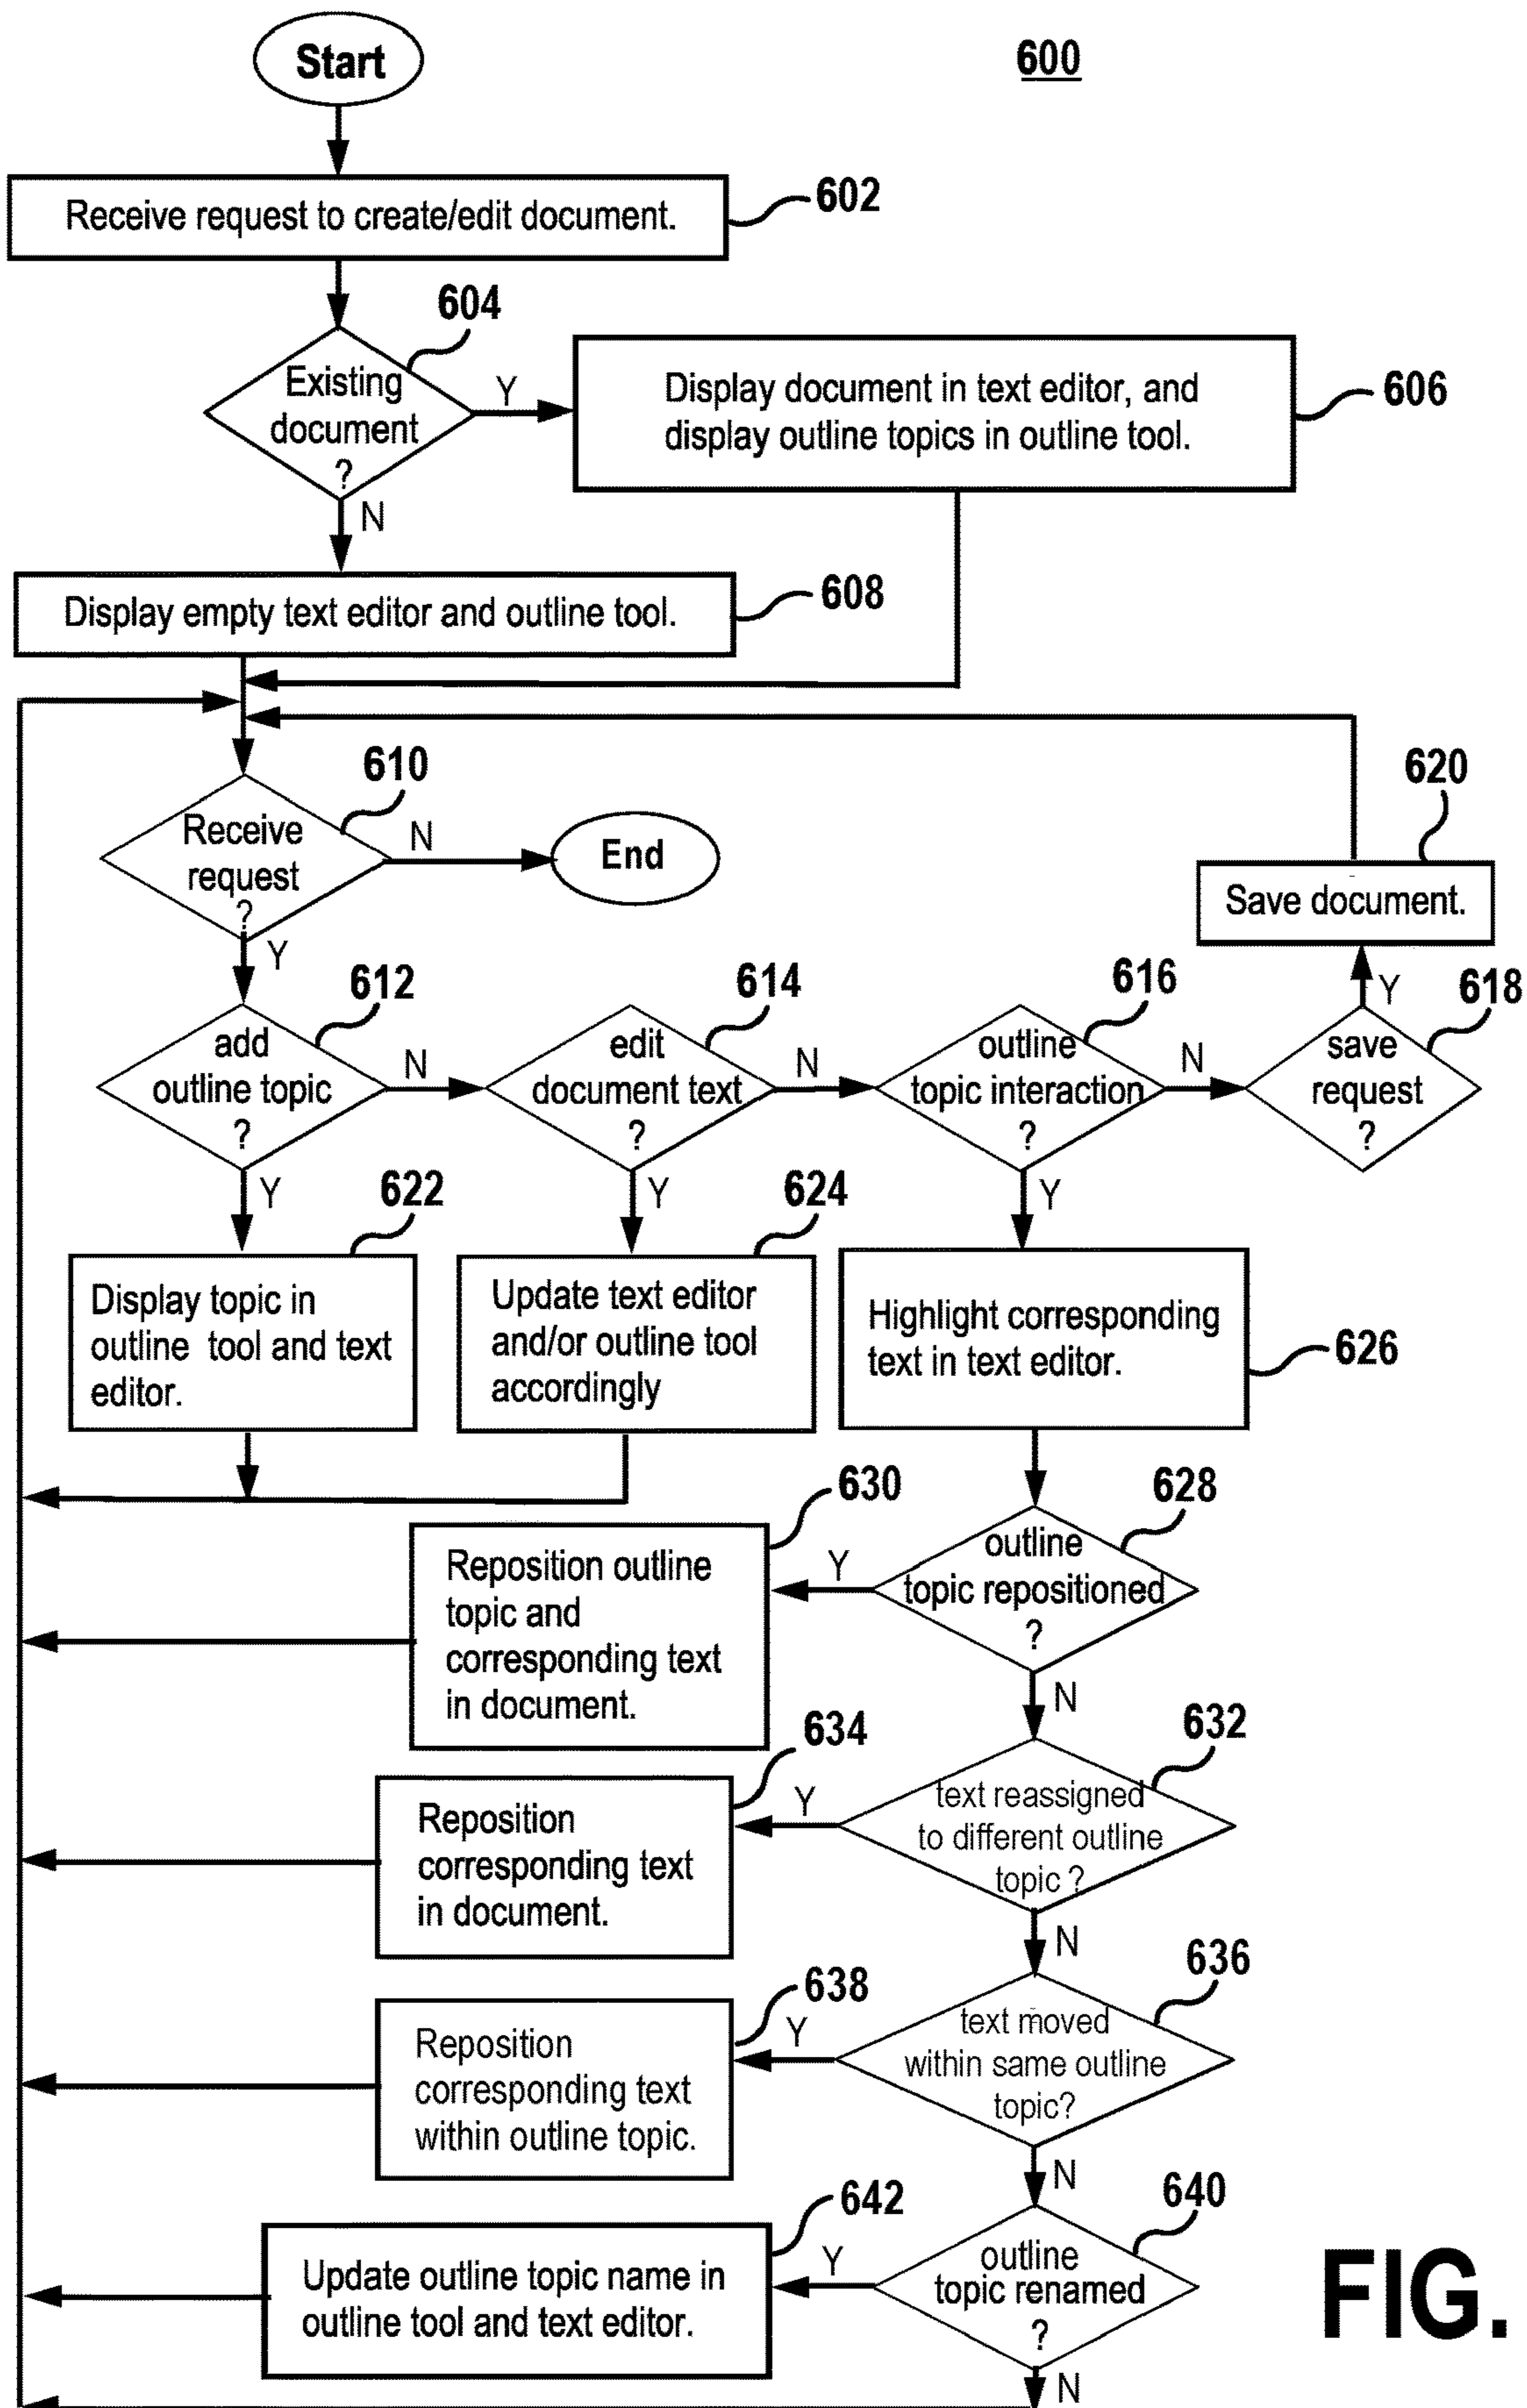 Start
600
Receive request to create/edit document.
602
604
Existing
document
?
Y
N
Display document in text editor, and
display outline topics in outline tool.
606
Display empty text editor and outline tool.
608
610
Receive
request
?
N
End
Y
620
Save document.
612
add
outline topic
?
N
Y
614
edit
document text
?
N
Y
616
outline
topic interaction
?
N
Y
618
save
request
?
Y
622
Display topic in
outline tool and text
editor.
624
Update text editor
and/or outline tool
accordingly
Highlight corresponding
text in text editor.
626
628
outline
topic repositioned
?
Y
N
630
Reposition outline
topic and
corresponding text
in document.
632
text reassigned
to different outline
topic ?
Y
N
634
Reposition
corresponding text
in document.
636
text moved
within same outline
topic?
Y
N
638
Reposition
corresponding text
within outline topic.
640
outline
topic renamed
?
Y
N
642
Update outline topic name in
outline tool and text editor.
FIG.